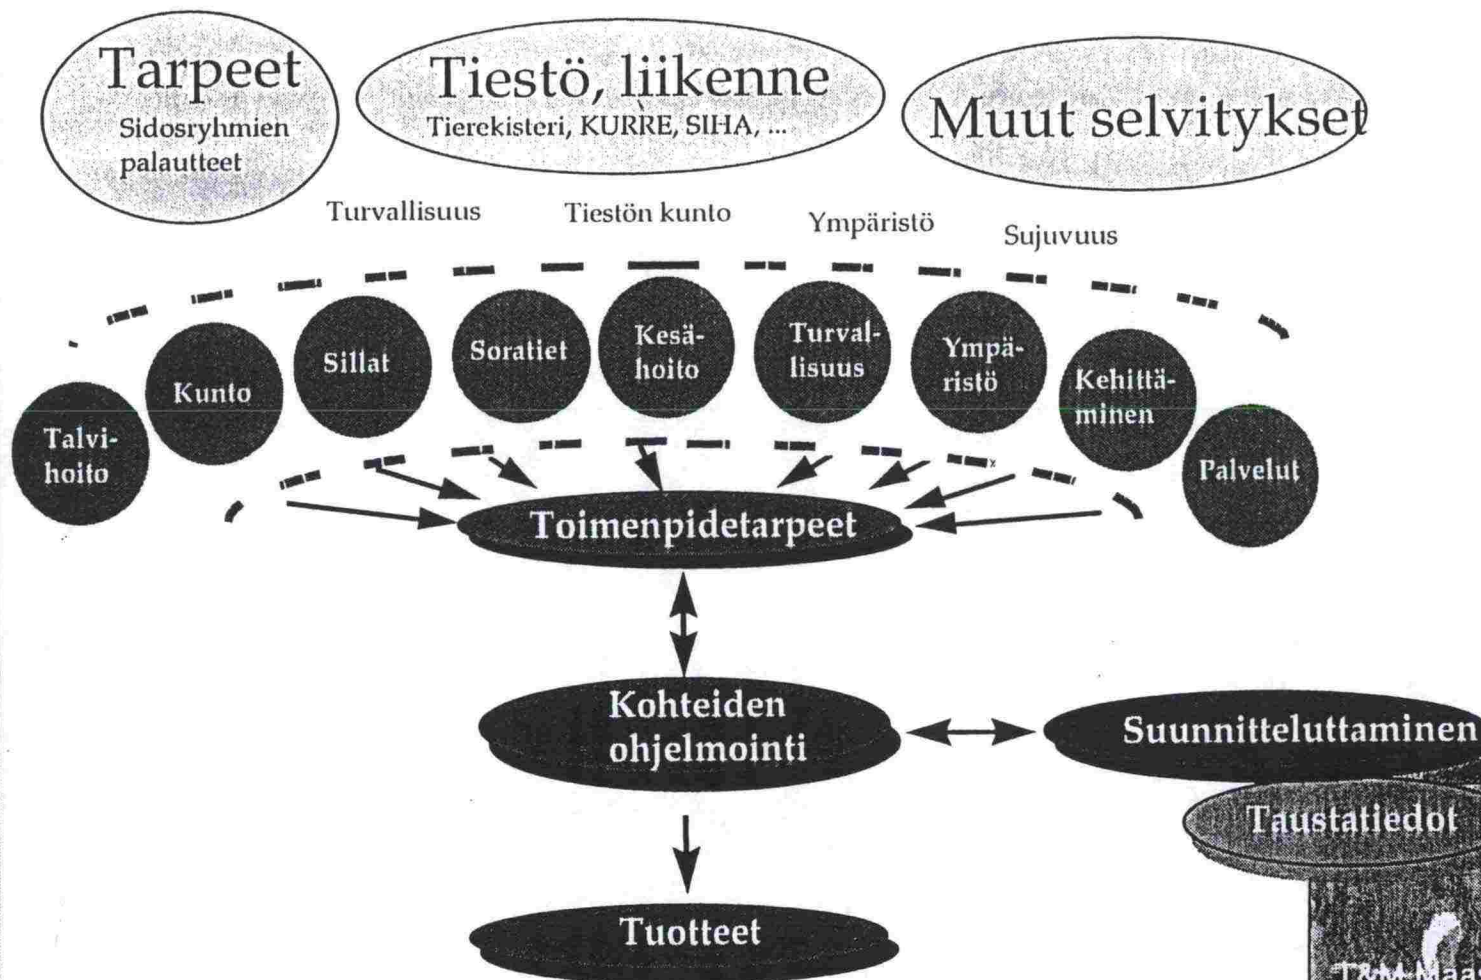 Tarpeet
Sidosryhmien
palautteet
Tiestö, liikenne
Tierekisteri, KURRE, SIHA, ...
Muut selvitykset
Turvallisuus
Tiestön kunto
Ympäristö
Sujuvuus
Talvi-
hoito
Kunto
Sillat
Soratiet
Kesä-
hoito
Turval-
lisuus
Ympä-
ristö
Kehittä-
minen
Palvelut
Toimenpidetarpeet
Kohteiden
ohjelmointi
Suunnitteluttaminen
Taustatiedot
Tuotteet